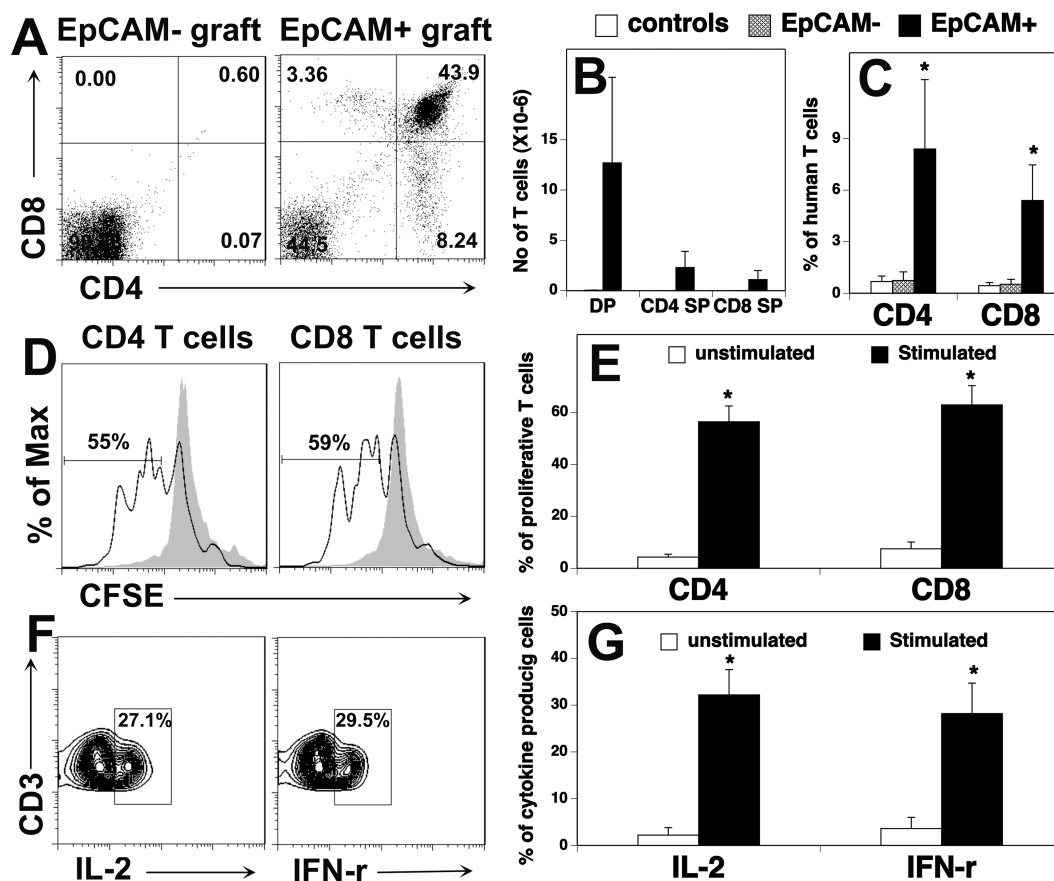 controls EpCAM- EpCAM+
A EpCAM- graft EpCAM+ graft
CD8
0.00 0.60
0.07
3.36 43.9
44.5 8.24
CD4
B
No of T cells (X10-6)
15
10
5
0
DP CD4 SP CD8 SP
C
% of human T cells
9
6
3
0
* *
CD4 CD8
D CD4 T cells CD8 T cells
% of Max
55% 59%
CFSE
E
unstimulated Stimulated
% of proliferative T cells
60
40
20
0
* *
CD4 CD8
F
CD3
27.1% 29.5%
IL-2 IFN-r
G
unstimulated Stimulated
% of cytokine producig cells
50
40
30
20
10
0
* *
IL-2 IFN-r